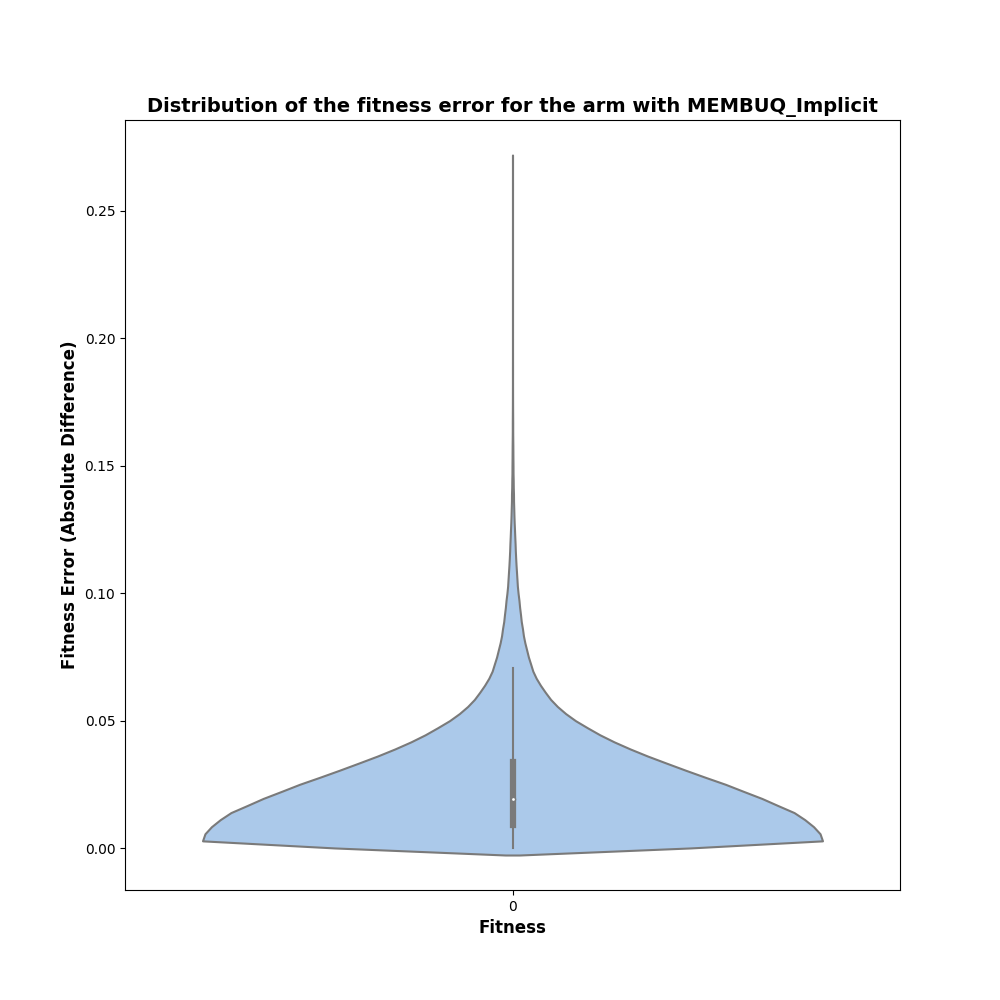 Distribution of the fitness error for the arm with MEMBUQ_Implicit
Fitness Error (Absolute Difference)
0.25
0.20
0.15
0.10
0.05
0.00
0
Fitness